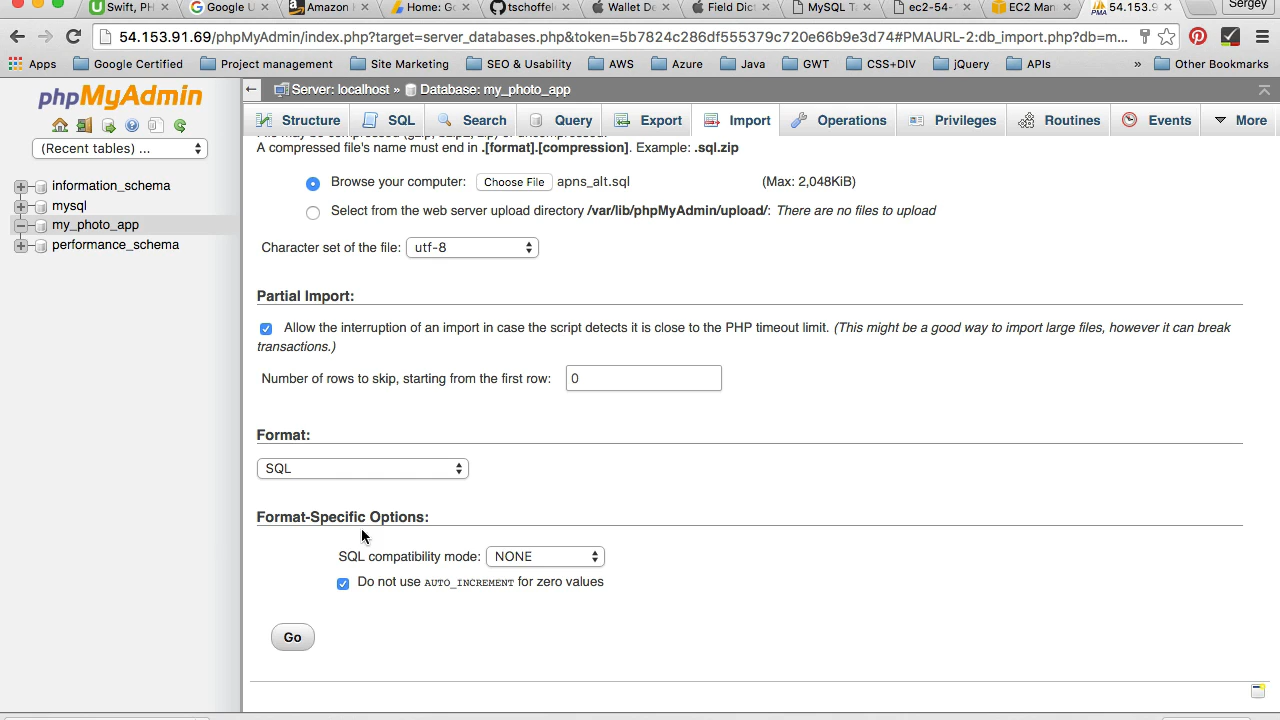 Swift, PH
Google U
Amazon
Home: Go
tschoffel
Wallet De
Field Dic
MySQL T
ec2-54-
EC2 Man
54.153.9
Sergey
54.153.91.69/phpMyAdmin/index.php?target=server_databases.php&token=5b7824c286df555379c720e66b9e3d74#PMAURL-2:db_import.php?db=m...
Apps
Google Certified
Project management
Site Marketing
SEO & Usability
AWS
Azure
Java
GWT
CSS+DIV
jQuery
APIs
»
Other Bookmarks
phpMyAdmin
(Recent tables) ...
information_schema
mysql
my_photo_app
performance_schema
Server: localhost » Database: my_photo_app
Structure
SQL
Search
Query
Export
Import
Operations
Privileges
Routines
Events
More
A compressed file's name must end in .[format].[compression]. Example: .sql.zip
Browse your computer: Choose File apns_alt.sql (Max: 2,048KiB)
Select from the web server upload directory /var/lib/phpMyAdmin/upload/: There are no files to upload
Character set of the file: utf-8
Partial Import:
Allow the interruption of an import in case the script detects it is close to the PHP timeout limit. (This might be a good way to import large files, however it can break
transactions.)
Number of rows to skip, starting from the first row: 0
Format:
SQL
Format-Specific Options:
SQL compatibility mode: NONE
Do not use AUTO_INCREMENT for zero values
Go